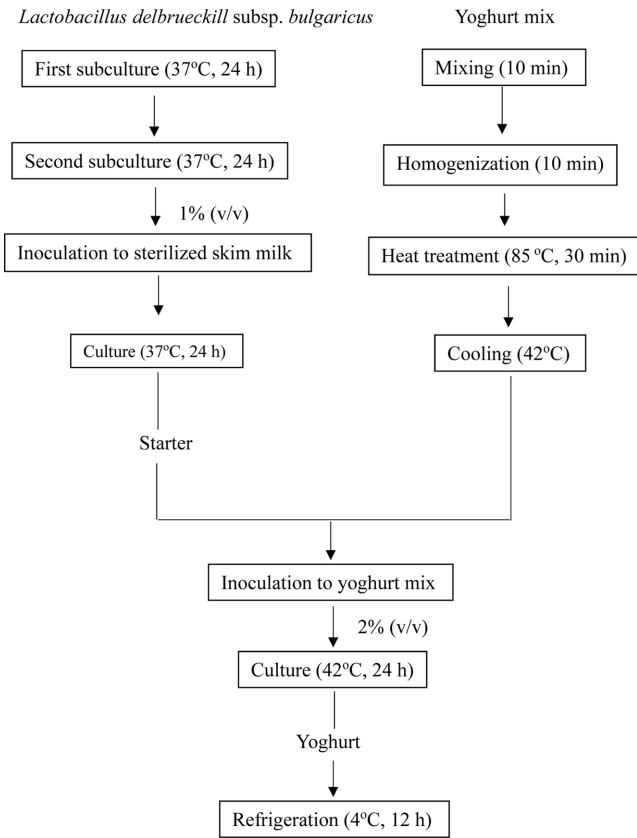 Lactobacillus delbrueckill subsp. bulgaricus
First subculture (37°C, 24 h)
Second subculture (37°C, 24 h)
1% (v/v)
Inoculation to sterilized skim milk
Culture (37°C, 24 h)
Starter
Yoghurt mix
Mixing (10 min)
Homogenization (10 min)
Heat treatment (85 °C, 30 min)
Cooling (42°C)
Inoculation to yoghurt mix
2% (v/v)
Culture (42°C, 24 h)
Yoghurt
Refrigeration (4°C, 12 h)